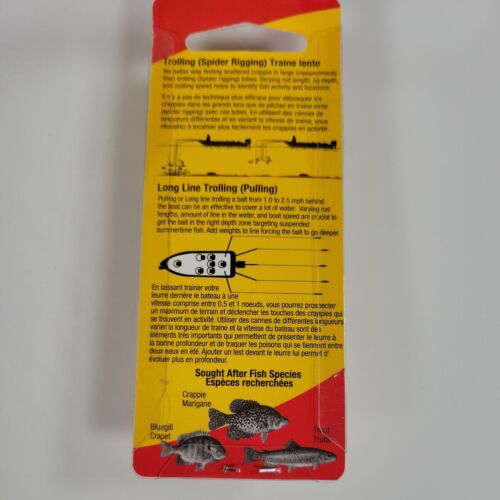 Trolling (Spider Rigging) Traine lente
No better way finding scattered crappie in large impoundments
than trolling (Spider rigging) tubes. Varying rod length, jig depth,
and trolling speed helps to identify fish activity and locations.
Il n'y a pas de technique plus efficace pour débusquer les
crappies dans les grands lacs que de pêcher en traine lente
(spider rigging) avec ces tubes. En utilisant des cannes de
longueurs différentes et en variant la vitesse de traine, vous
réussirez à localiser plus facilement les crappies en activité.
Long Line Trolling (Pulling)
Pulling or Long line trolling a bait from 1.0 to 2.5 mph behind
the boat can be an effective to cover a lot of water. Varying rod
lengths, amount of line in the water, and boat speed are crucial to
get the bait in the right depth zone targeting suspended
summertime fish. Add weights to line forcing the bait to go deeper.
En laissant trainer votre
leurre derrière le bateau à une
vitesse comprise entre 0,5 et 1 noeuds, vous pourrez prospecter
un maximum de terrain et déclencher les touches des crappies qui
se trouvent en activité. Utiliser des cannes de différentes longueurs
varier la longueur de traine et la vitesse du bateau sont des
éléments très importants qui permettent de présenter le leurre à
la bonne profondeur et de traquer les poisons qui se tiennent entre
deux eaux en été. Ajouter un lest devant le leurre lui permet d'
évoluer plus en profondeur.
Sought After Fish Species
Espèces recherchées
Crappie
Marigane
Bluegill
Crapet
Trout
Truite